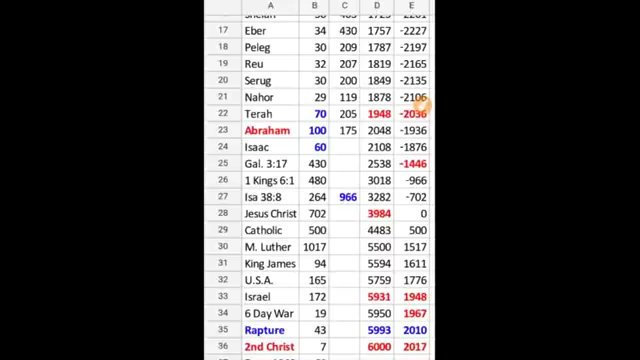 A B C D E
17 Eber 34 430 1757 -2227
18 Peleg 30 209 1787 -2197
19 Reu 32 207 1819 -2165
20 Serug 30 200 1849 -2135
21 Nahor 29 119 1878 -2106
22 Terah 70 205 1948 -2036
23 Abraham 100 175 2048 -1936
24 Isaac 60 2108 -1876
25 Gal. 3:17 430 2538 -1446
26 1 Kings 6:1 480 3018 -966
27 Isa 38:8 264 966 3282 -702
28 Jesus Christ 702 3984 0
29 Catholic 500 4483 500
30 M. Luther 1017 5500 1517
31 King James 94 5594 1611
32 U.S.A. 165 5759 1776
33 Israel 172 5931 1948
34 6 Day War 19 5950 1967
35 Rapture 43 5993 2010
36 2nd Christ 7 6000 2017